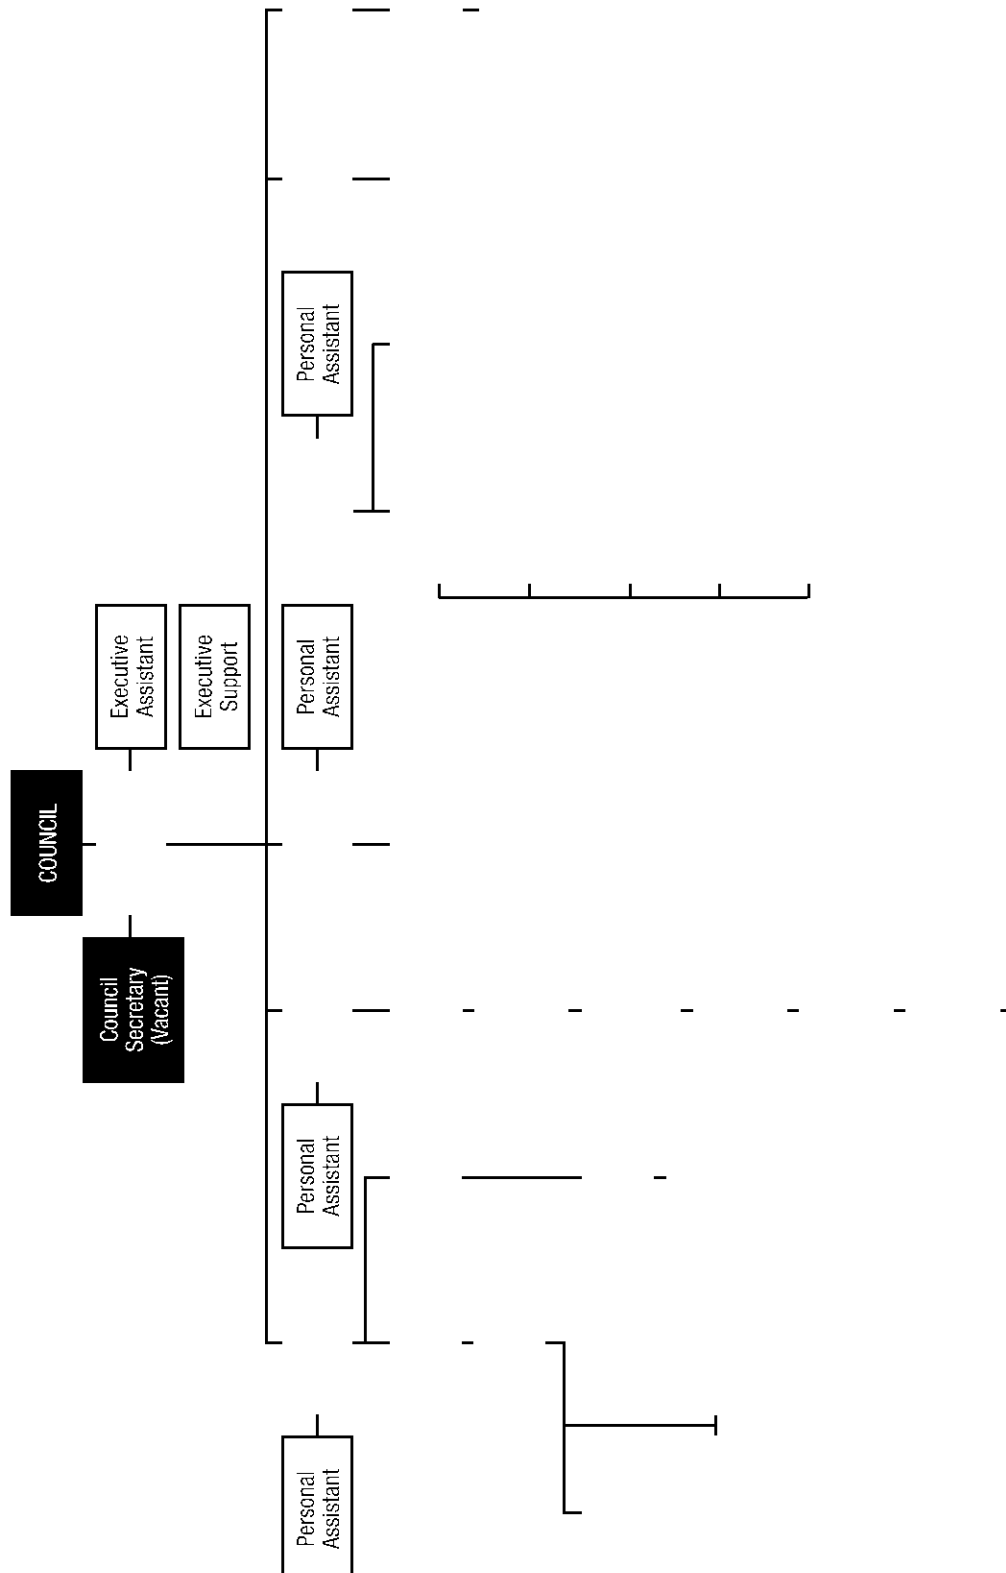 COUNCIL
Council
Secretary
(Vacant)
Executive
Assistant
Executive
Support
Personal
Assistant
Personal
Assistant
Personal
Assistant
Personal
Assistant